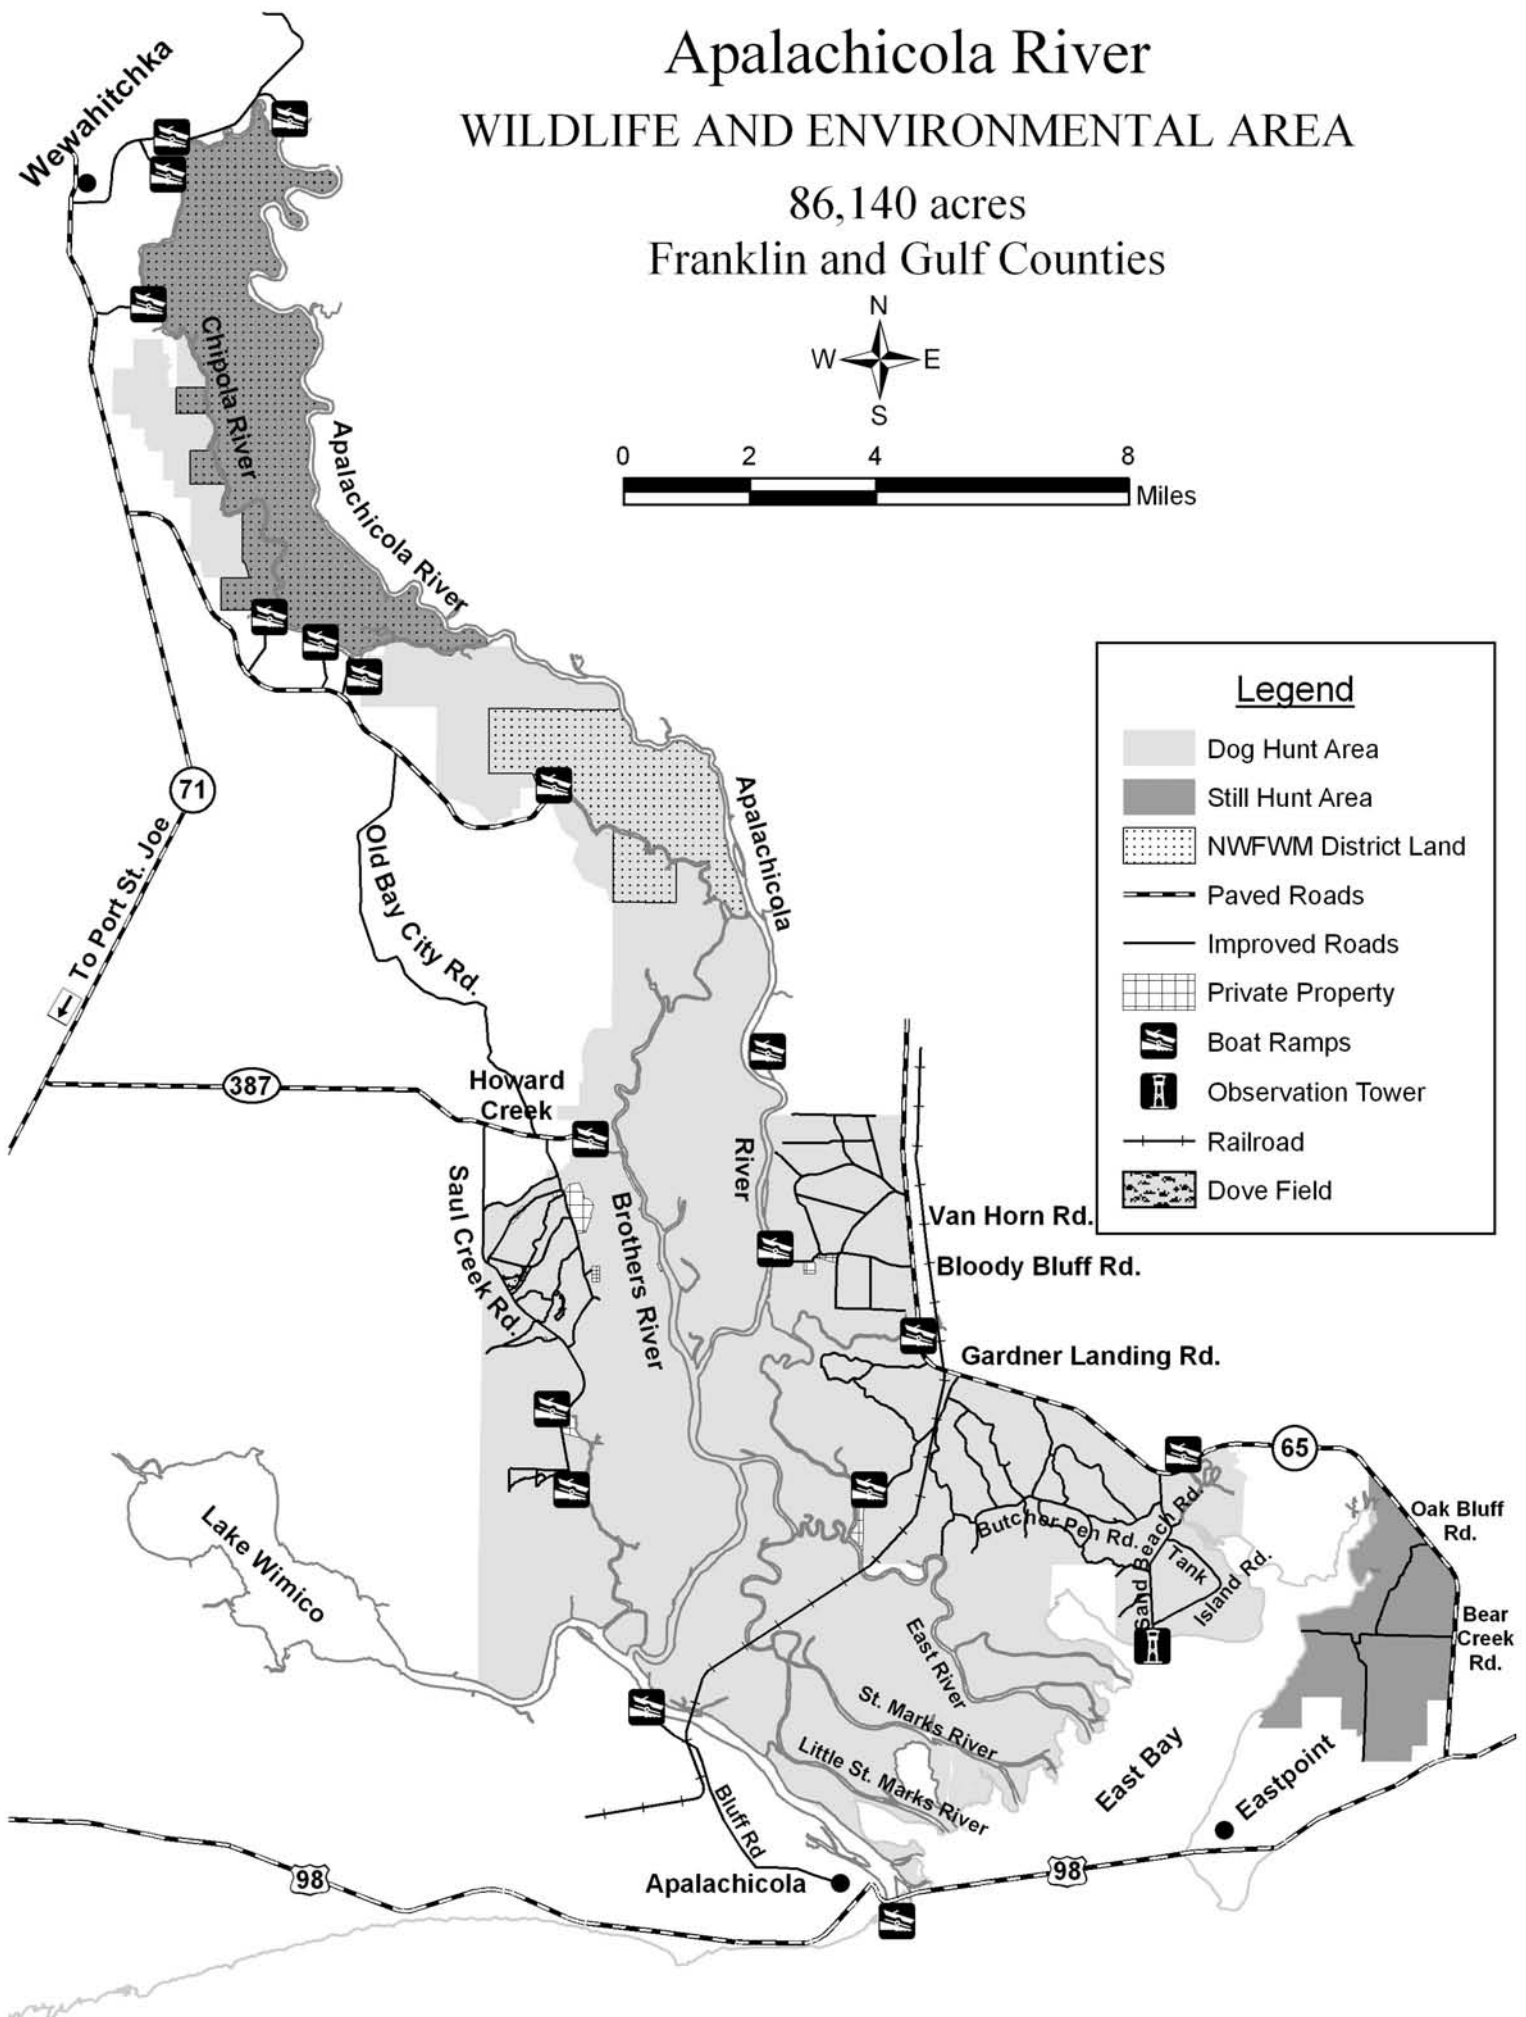 Apalachicola River
WILDLIFE AND ENVIRONMENTAL AREA
86,140 acres
Franklin and Gulf Counties
Wewahitchka
N
W E
S
0 2 4 8
Miles
Chipola River
Apalachicola River
Legend
Dog Hunt Area
Still Hunt Area
NWFWM District Land
Paved Roads
Improved Roads
Private Property
Boat Ramps
Observation Tower
Railroad
Dove Field
71
To Port St. Joe
Old Bay City Rd.
Apalachicola
River
387
Howard
Creek
Saul Creek Rd.
Brothers River
Van Horn Rd.
Bloody Bluff Rd.
Gardner Landing Rd.
65
Oak Bluff
Rd.
Butcher Pen Rd.
Sand Beach Rd.
Tank
Island Rd.
Bear
Creek
Rd.
Lake Wimico
East River
St. Marks River
Little St. Marks River
East Bay
Eastpoint
Bluff Rd
Apalachicola
98
98